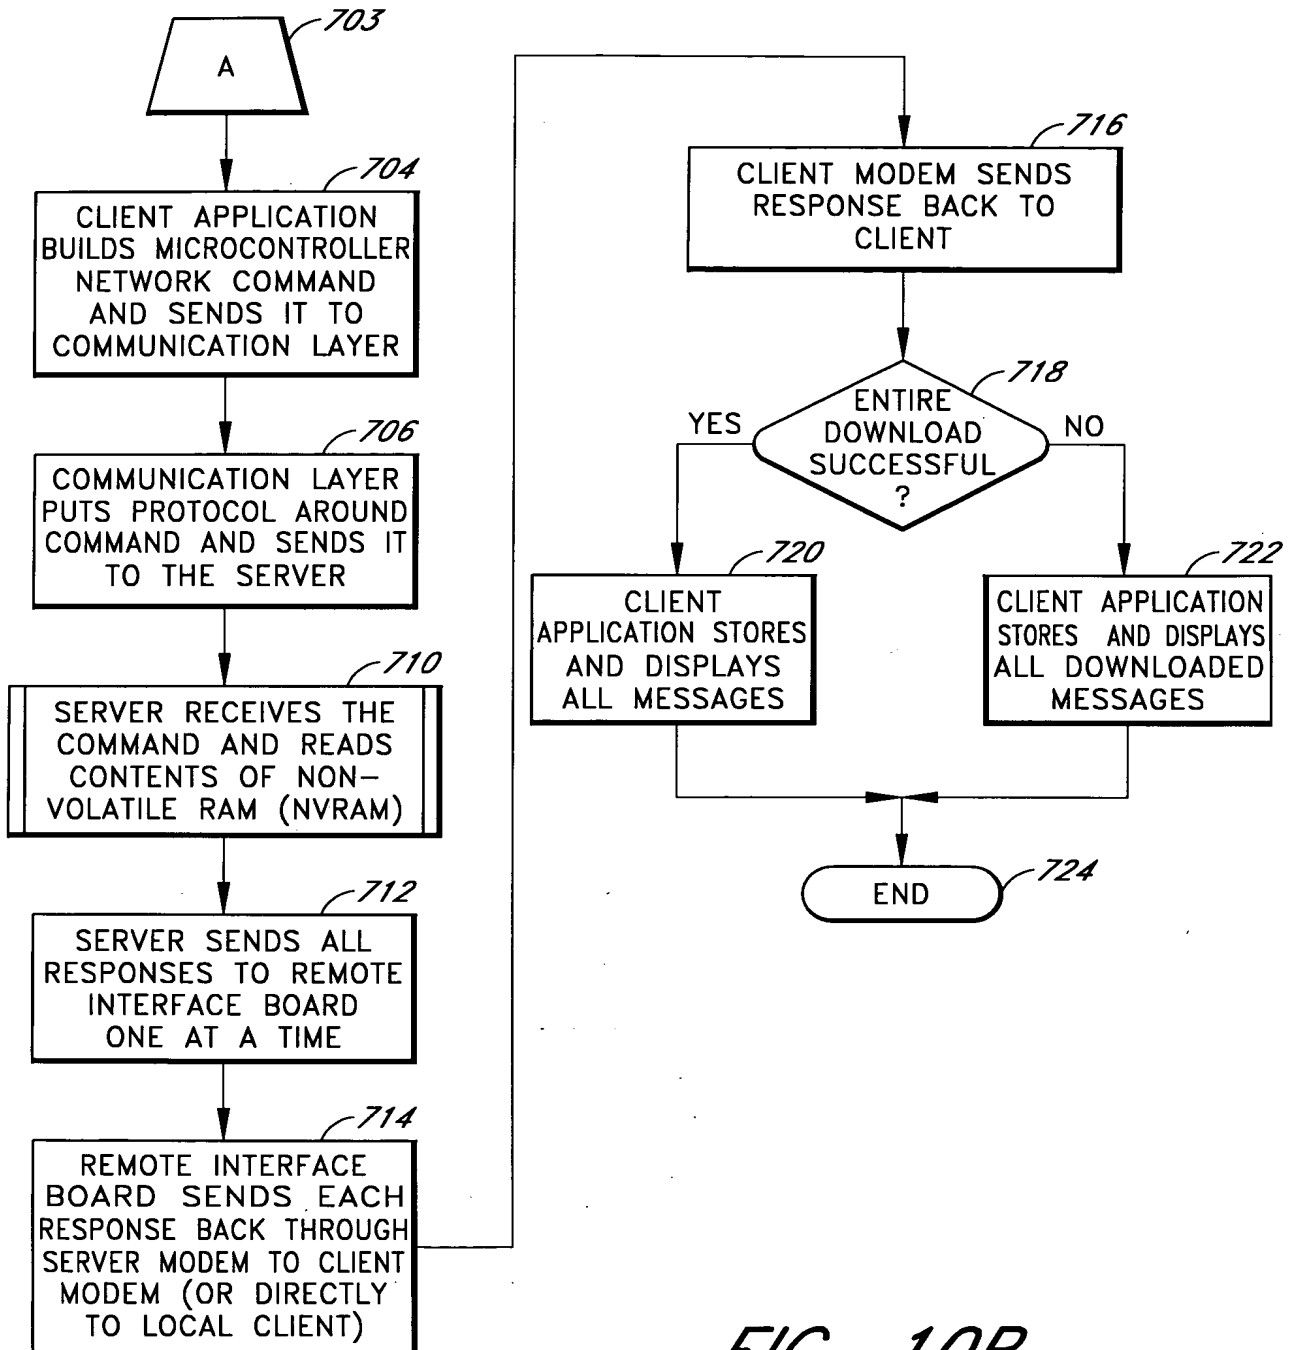 703
A
704
CLIENT APPLICATION
BUILDS MICROCONTROLLER
NETWORK COMMAND
AND SENDS IT TO
COMMUNICATION LAYER
706
COMMUNICATION LAYER
PUTS PROTOCOL AROUND
COMMAND AND SENDS IT
TO THE SERVER
710
SERVER RECEIVES THE
COMMAND AND READS
CONTENTS OF NON-
VOLATILE RAM (NVRAM)
712
SERVER SENDS ALL
RESPONSES TO REMOTE
INTERFACE BOARD
ONE AT A TIME
714
REMOTE INTERFACE
BOARD SENDS EACH
RESPONSE BACK THROUGH
SERVER MODEM TO CLIENT
MODEM (OR DIRECTLY
TO LOCAL CLIENT)
716
CLIENT MODEM SENDS
RESPONSE BACK TO
CLIENT
718
ENTIRE
DOWNLOAD
SUCCESSFUL
?
YES
NO
720
CLIENT
APPLICATION STORES
AND DISPLAYS
ALL MESSAGES
722
CLIENT APPLICATION
STORES AND DISPLAYS
ALL DOWNLOADED
MESSAGES
724
END
FIG. 10B